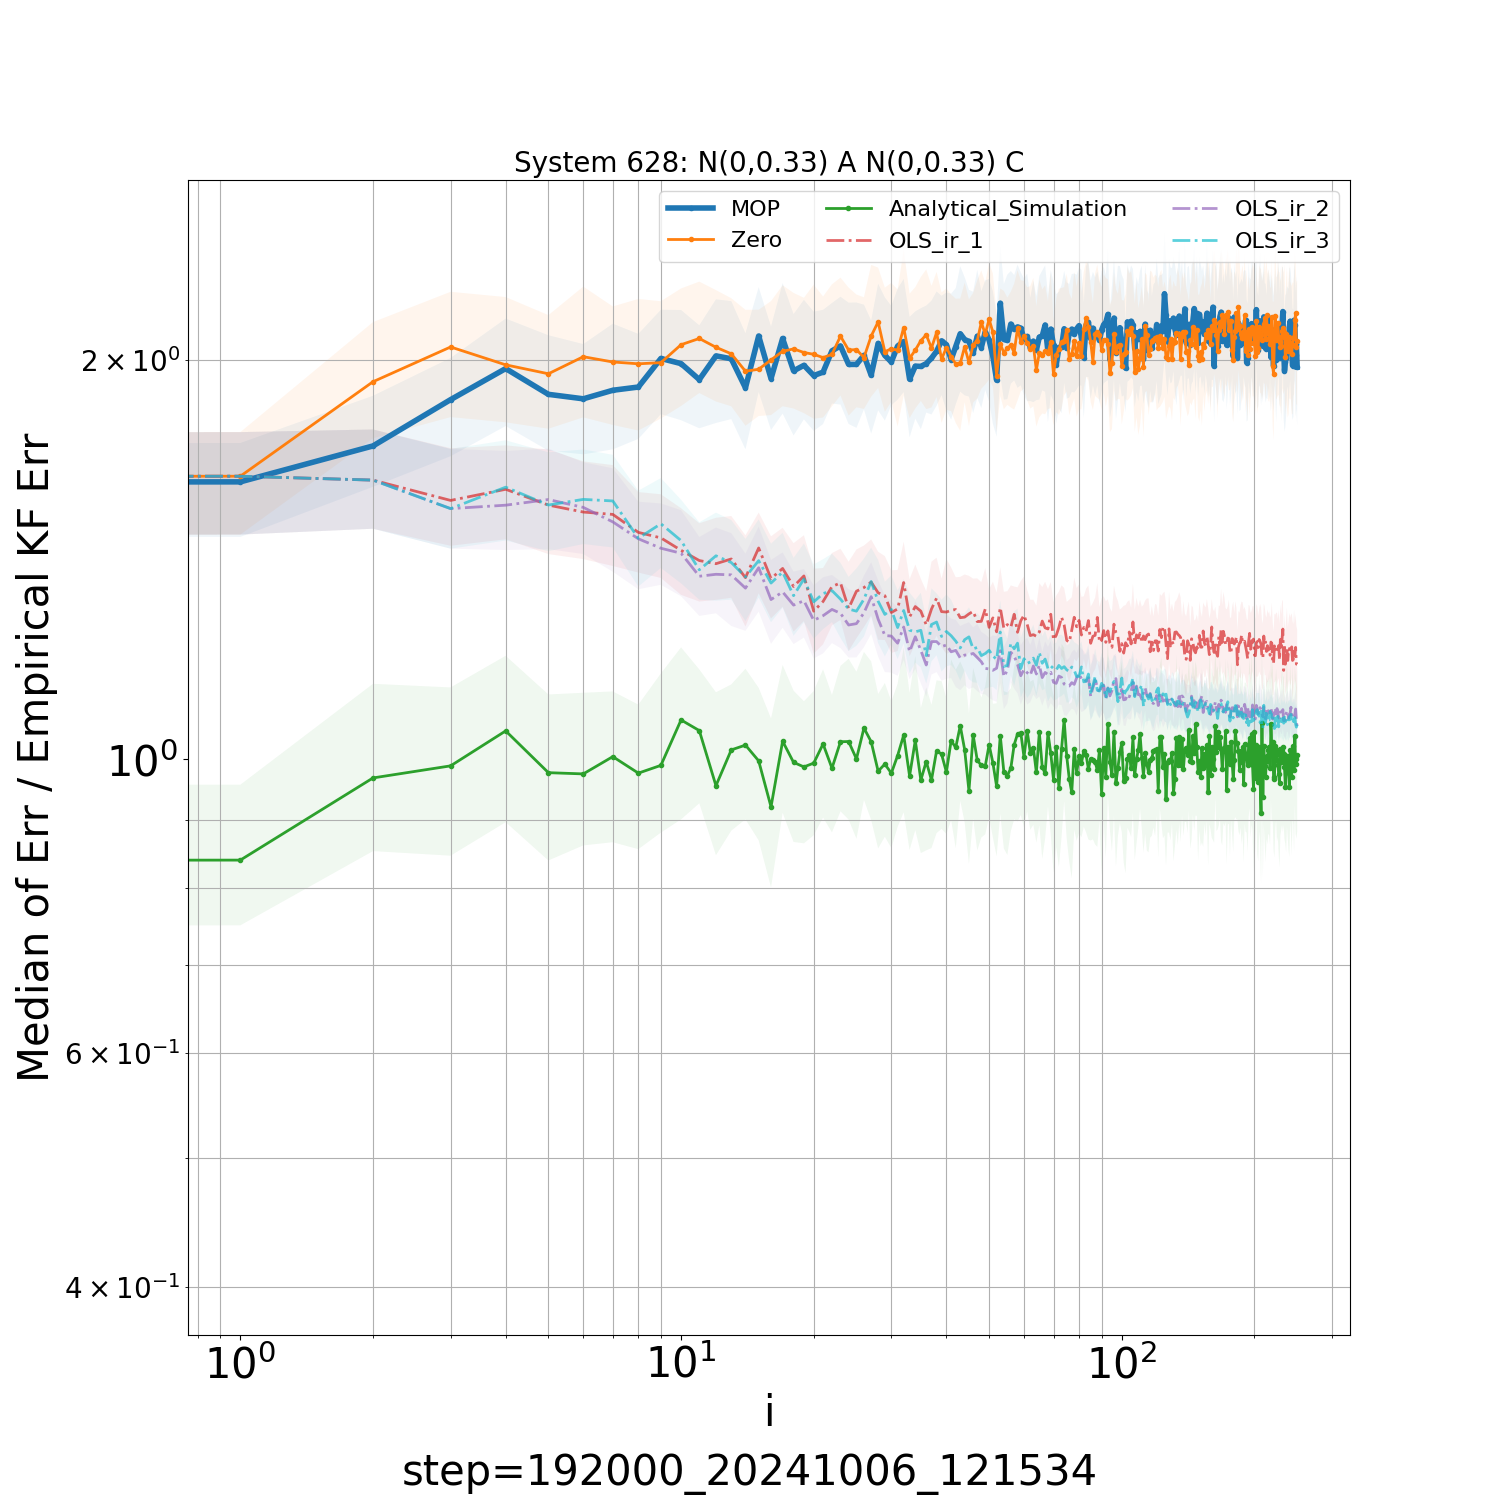 System 628: N(0,0.33) A N(0,0.33) C
MOP
Zero
Analytical_Simulation
OLS_ir_1
OLS_ir_2
OLS_ir_3
Median of Err / Empirical KF Err
2 × 10⁰
10⁰
6 × 10⁻¹
4 × 10⁻¹
10⁰ 10¹ 10²
i
step=192000_20241006_121534